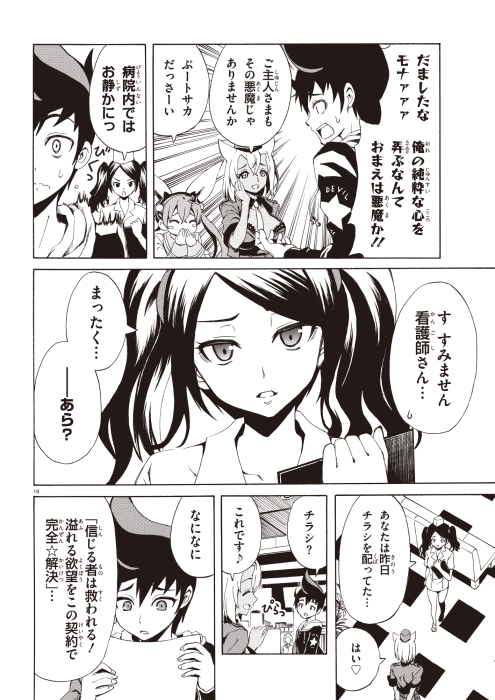 だましたな
モナァァァ
俺の純粋な心を
弄ぶなんて
おまえは悪魔か!!
DEVIL
ご主人さまも
その悪魔じゃ
ありませんか
ぷートサカ
だっさーい
病院内では
お静かにっ
びくっ
す すみません
看護師さん…
まったく…
──あら?
18
あなたは昨日
チラシを配ってた…
はい♡
チラシ?
これです♪
ぴらっ
なになに
「信じる者は救われる!
溢れる欲望をこの契約で
完全☆解決」…